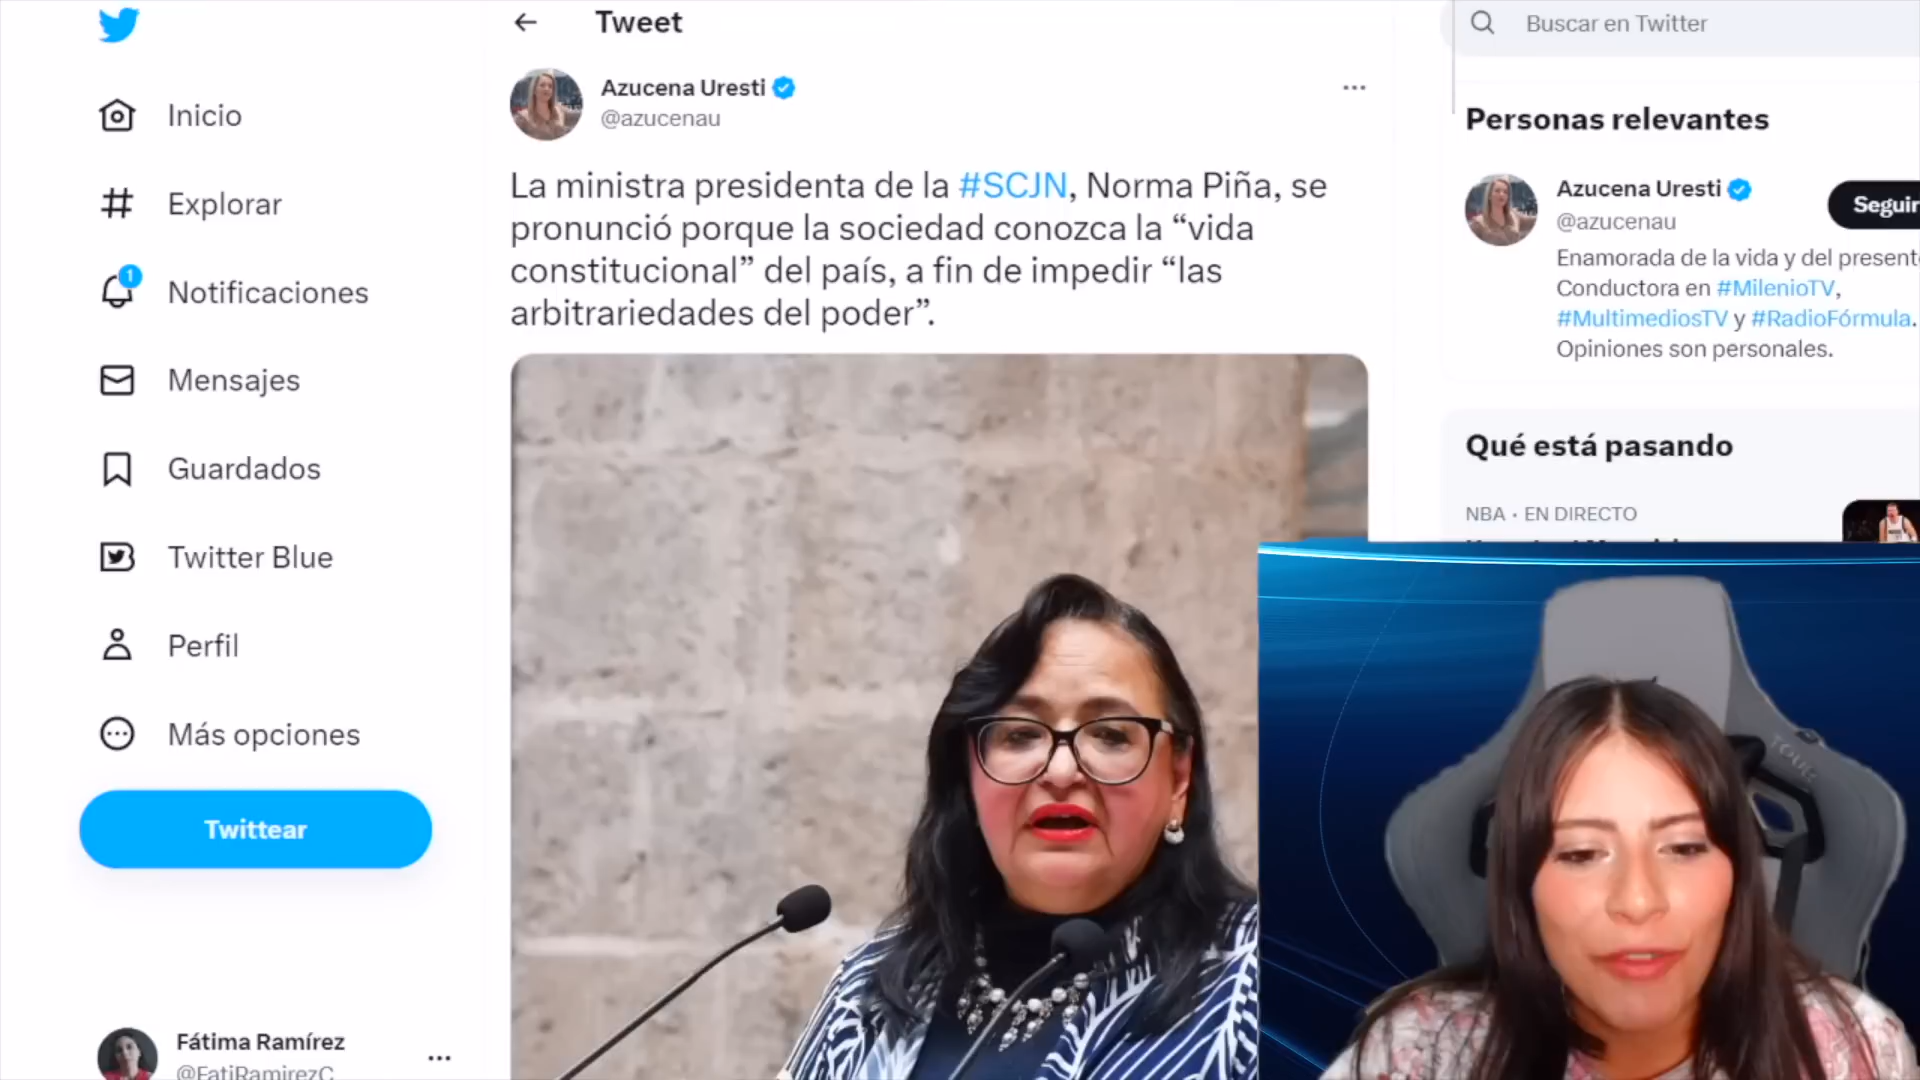 Inicio
Explorar
1
Notificaciones
Mensajes
Guardados
Twitter Blue
Perfil
Más opciones
Twittear
Fátima Ramírez
@FatiRamirezC
Tweet
Azucena Uresti
@azucenau
La ministra presidenta de la #SCJN, Norma Piña, se
pronunció porque la sociedad conozca la “vida
constitucional” del país, a fin de impedir “las
arbitrariedades del poder”.
Buscar en Twitter
Personas relevantes
Azucena Uresti
@azucenau
Seguir
Enamorada de la vida y del present
Conductora en #MilenioTV,
#MultimediosTV y #RadioFórmula.
Opiniones son personales.
Qué está pasando
NBA · EN DIRECTO